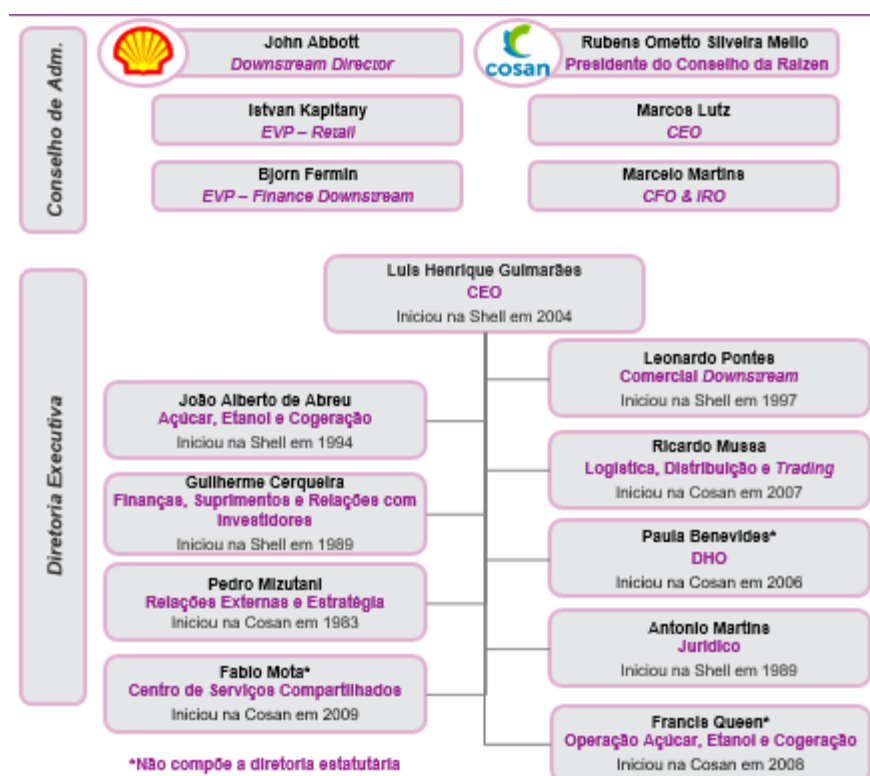 Conselho de Adm.
John Abbott
Downstream Director
cosan
Rubens Ometto Silveira Mello
Presidente do Conselho da Raízen
Istvan Kapitany
EVP – Retail
Marcos Lutz
CEO
Bjorn Fermin
EVP – Finance Downstream
Marcelo Martins
CFO & IRO
Diretoria Executiva
Luis Henrique Guimarães
CEO
Iniciou na Shell em 2004
Leonardo Pontes
Comercial Downstream
Iniciou na Shell em 1997
João Alberto de Abreu
Açúcar, Etanol e Cogeração
Iniciou na Shell em 1994
Ricardo Mussa
Logística, Distribuição e Trading
Iniciou na Cosan em 2007
Guilherme Cerqueira
Finanças, Suprimentos e Relações com
Investidores
Iniciou na Shell em 1989
Paula Benevides*
DHO
Iniciou na Cosan em 2006
Pedro Mizutani
Relações Externas e Estratégia
Iniciou na Cosan em 1983
Antonio Martins
Jurídico
Iniciou na Shell em 1989
Fabio Mota*
Centro de Serviços Compartilhados
Iniciou na Cosan em 2009
Francis Queen*
Operação Açúcar, Etanol e Cogeração
Iniciou na Cosan em 2008
*Não compõe a diretoria estatutária